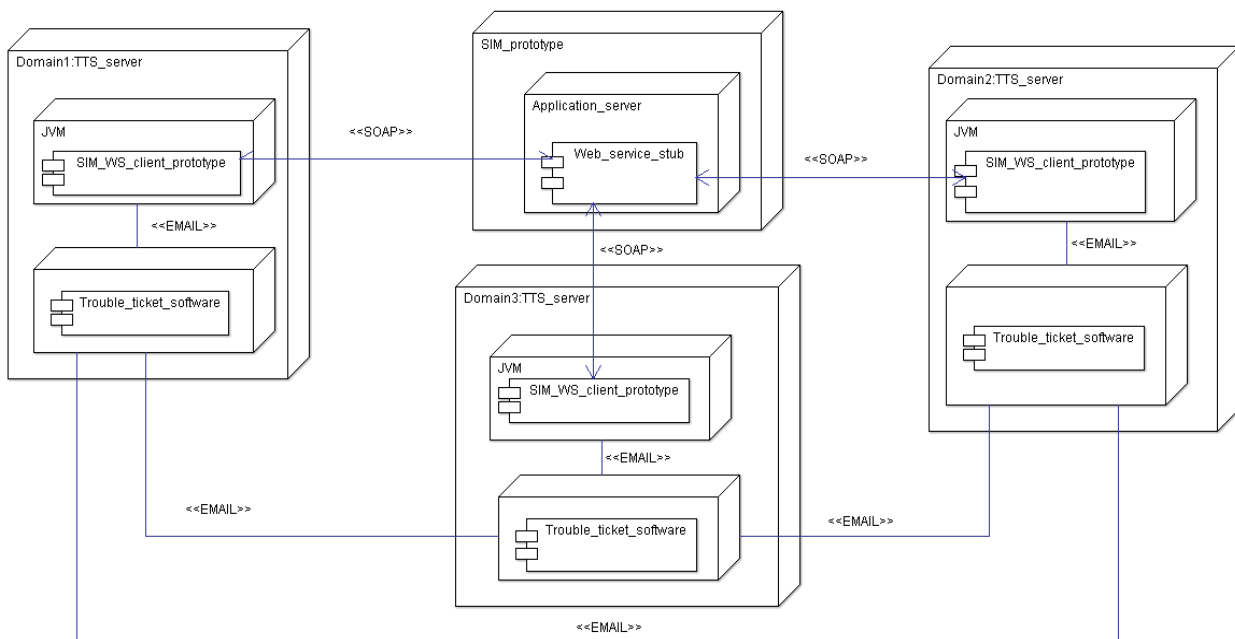 SIM_prototype
Domain1:TTS_server
Domain2:TTS_server
Application_server
JVM
<<SOAP>>
JVM
SIM_WS_client_prototype
Web_service_stub
<<SOAP>>
SIM_WS_client_prototype
<<EMAIL>>
<<SOAP>>
<<EMAIL>>
Domain3:TTS_server
Trouble_ticket_software
Trouble_ticket_software
JVM
SIM_WS_client_prototype
<<EMAIL>>
<<EMAIL>>
<<EMAIL>>
Trouble_ticket_software
<<EMAIL>>